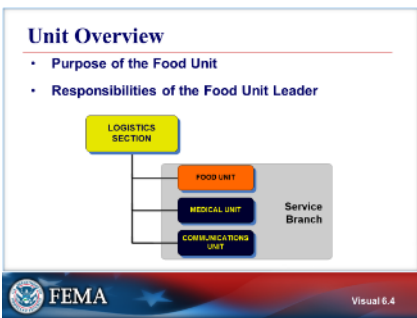 Unit Overview
• Purpose of the Food Unit
• Responsibilities of the Food Unit Leader
LOGISTICS
SECTION
FOOD UNIT
MEDICAL UNIT
COMMUNICATIONS
UNIT
Service
Branch
FEMA
Visual 6.4